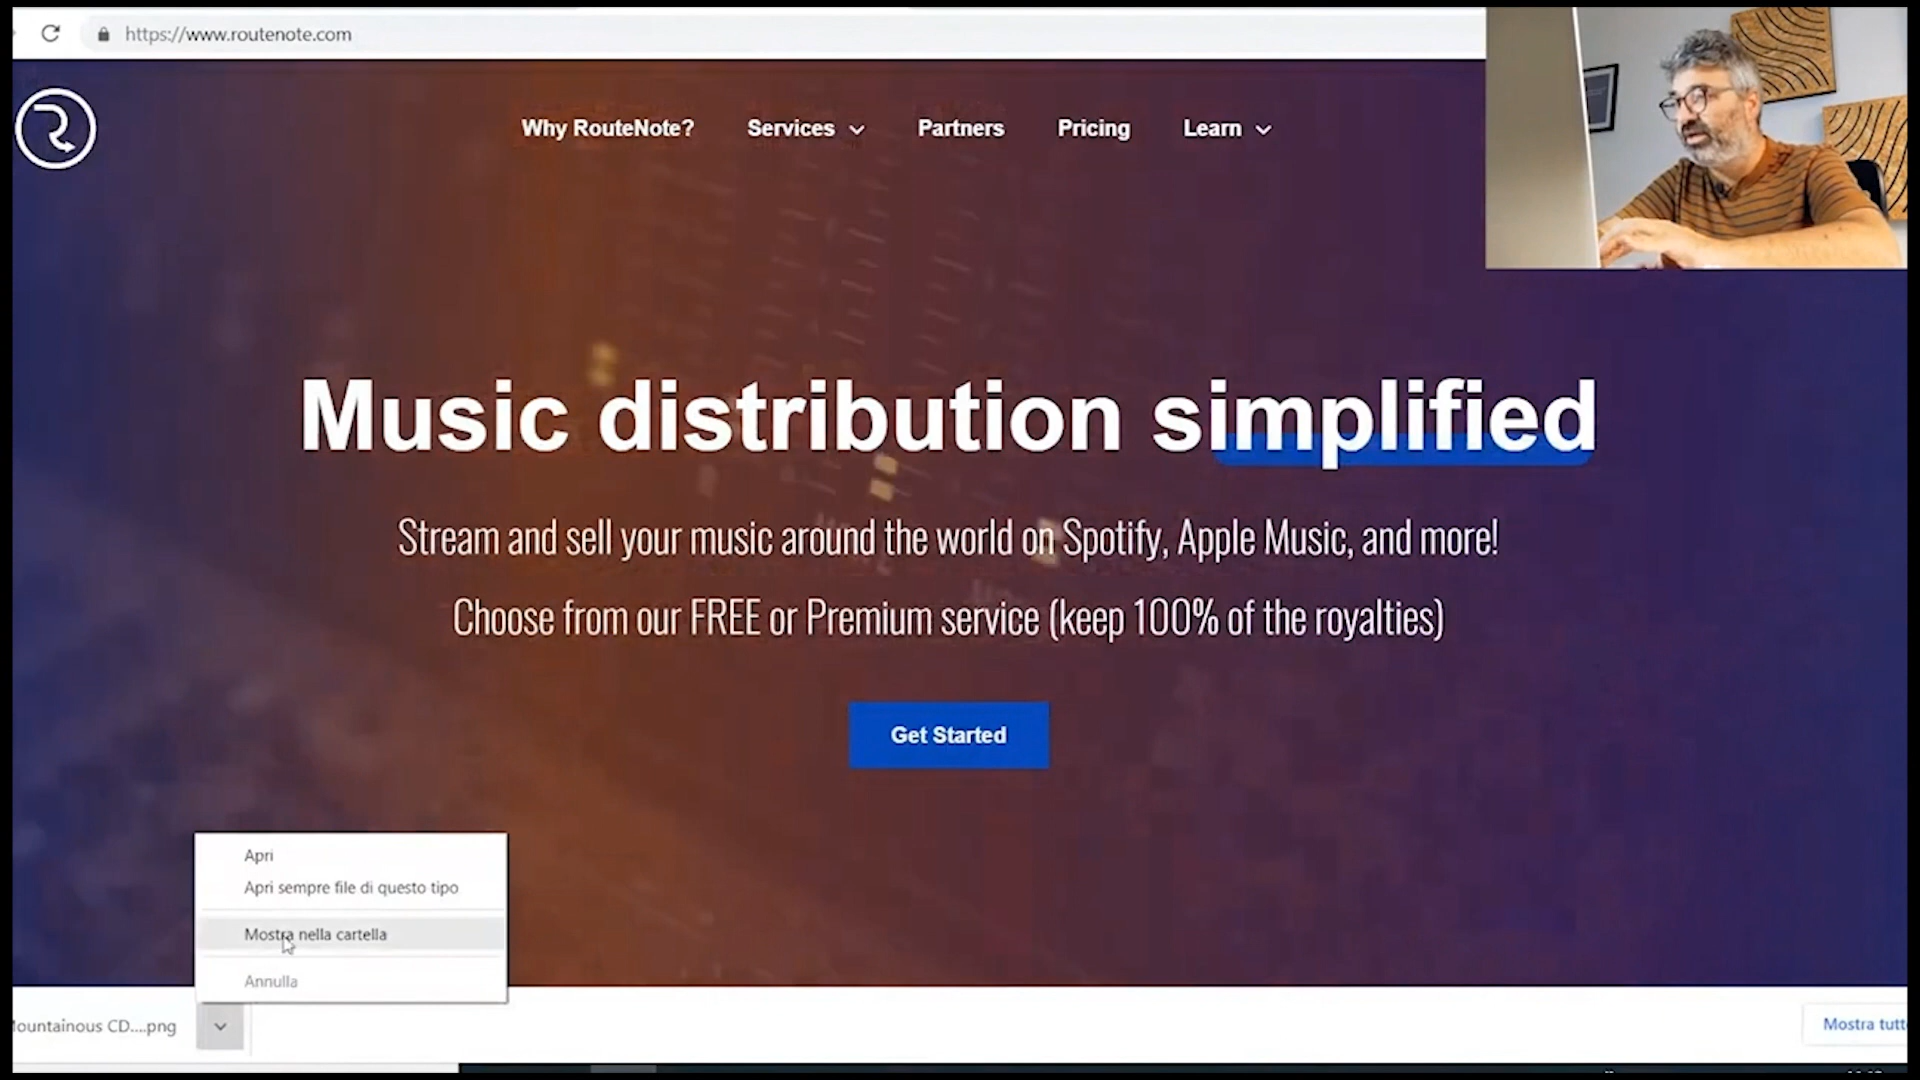 https://www.routenote.com
Why RouteNote? Services Partners Pricing Learn
Music distribution simplified
Stream and sell your music around the world on Spotify, Apple Music, and more!
Choose from our FREE or Premium service (keep 100% of the royalties)
Get Started
Apri
Apri sempre file di questo tipo
Mostra nella cartella
Annulla
ountainous CD....png
Mostra tutt